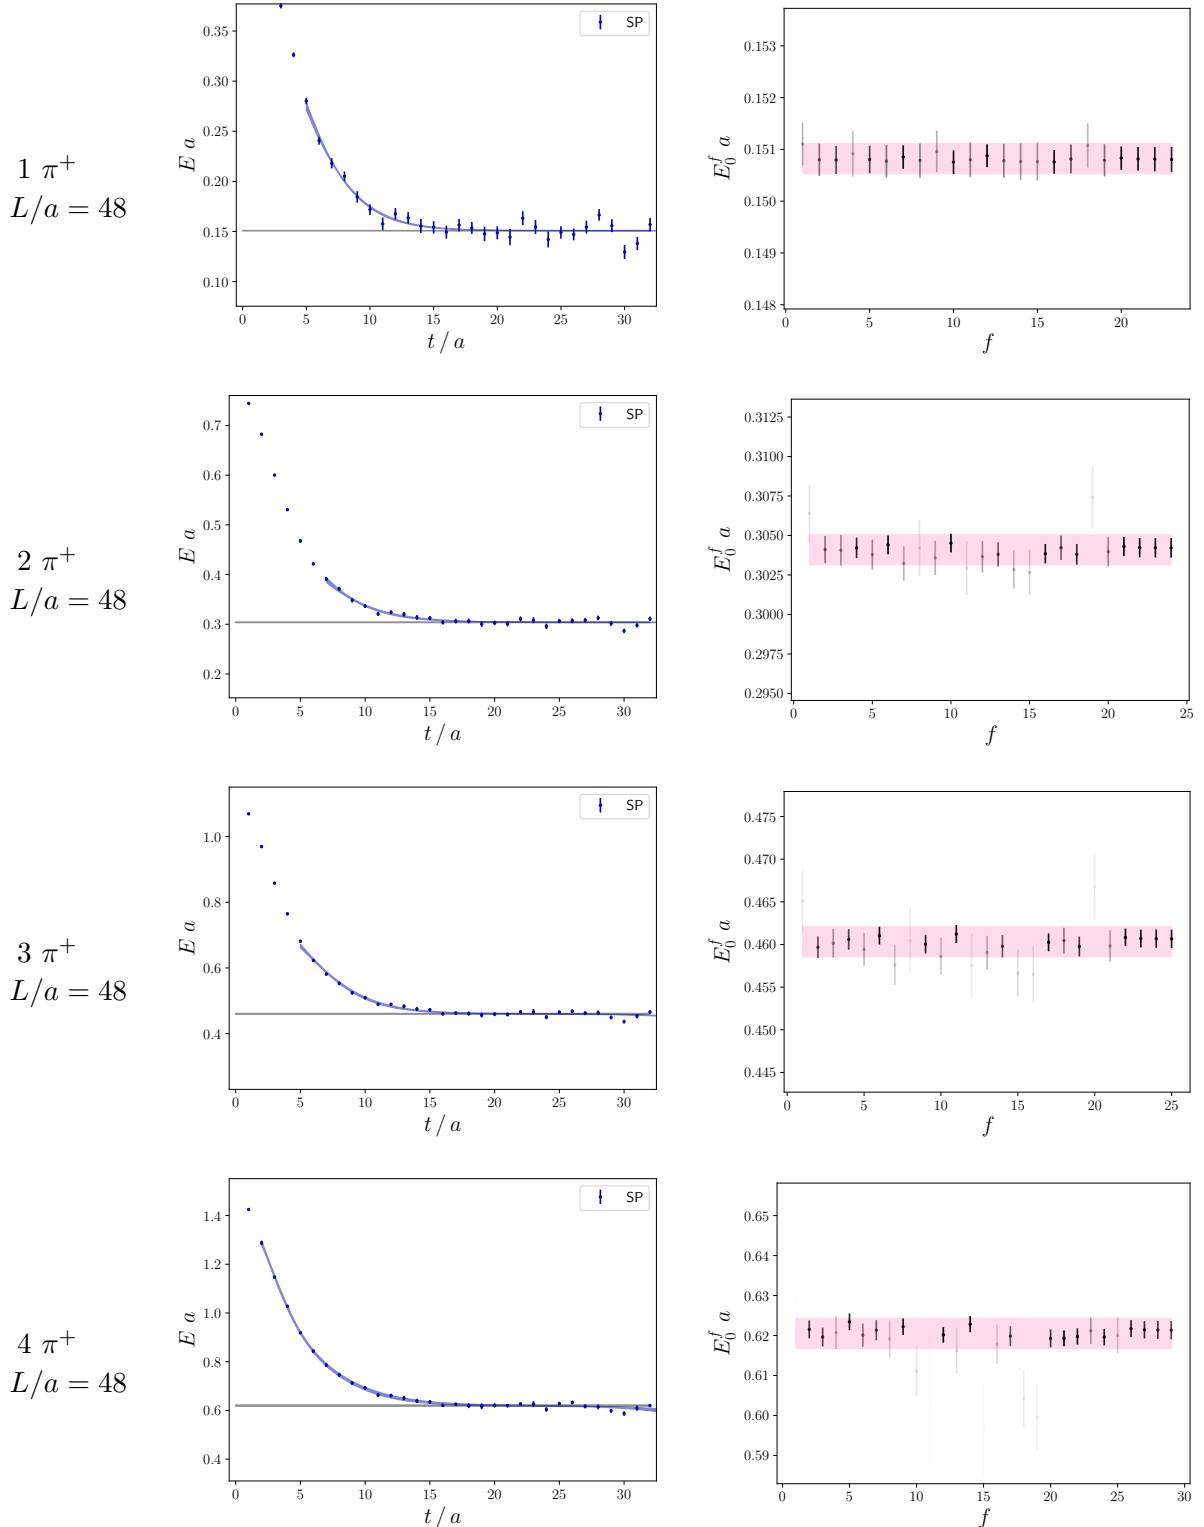 1 π⁺
L/a = 48
0.35
0.30
0.25
0.20
0.15
0.10
E a
0 5 10 15 20 25 30
t / a
SP
0.153
0.152
0.151
0.150
0.149
0.148
E₀ᶠ a
0 5 10 15 20
f
2 π⁺
L/a = 48
0.7
0.6
0.5
0.4
0.3
0.2
E a
0 5 10 15 20 25 30
t / a
SP
0.3125
0.3100
0.3075
0.3050
0.3025
0.3000
0.2975
0.2950
E₀ᶠ a
0 5 10 15 20 25
f
3 π⁺
L/a = 48
1.0
0.8
0.6
0.4
E a
0 5 10 15 20 25 30
t / a
SP
0.475
0.470
0.465
0.460
0.455
0.450
0.445
E₀ᶠ a
0 5 10 15 20 25
f
4 π⁺
L/a = 48
1.4
1.2
1.0
0.8
0.6
0.4
E a
0 5 10 15 20 25 30
t / a
SP
0.65
0.64
0.63
0.62
0.61
0.60
0.59
E₀ᶠ a
0 5 10 15 20 25 30
f